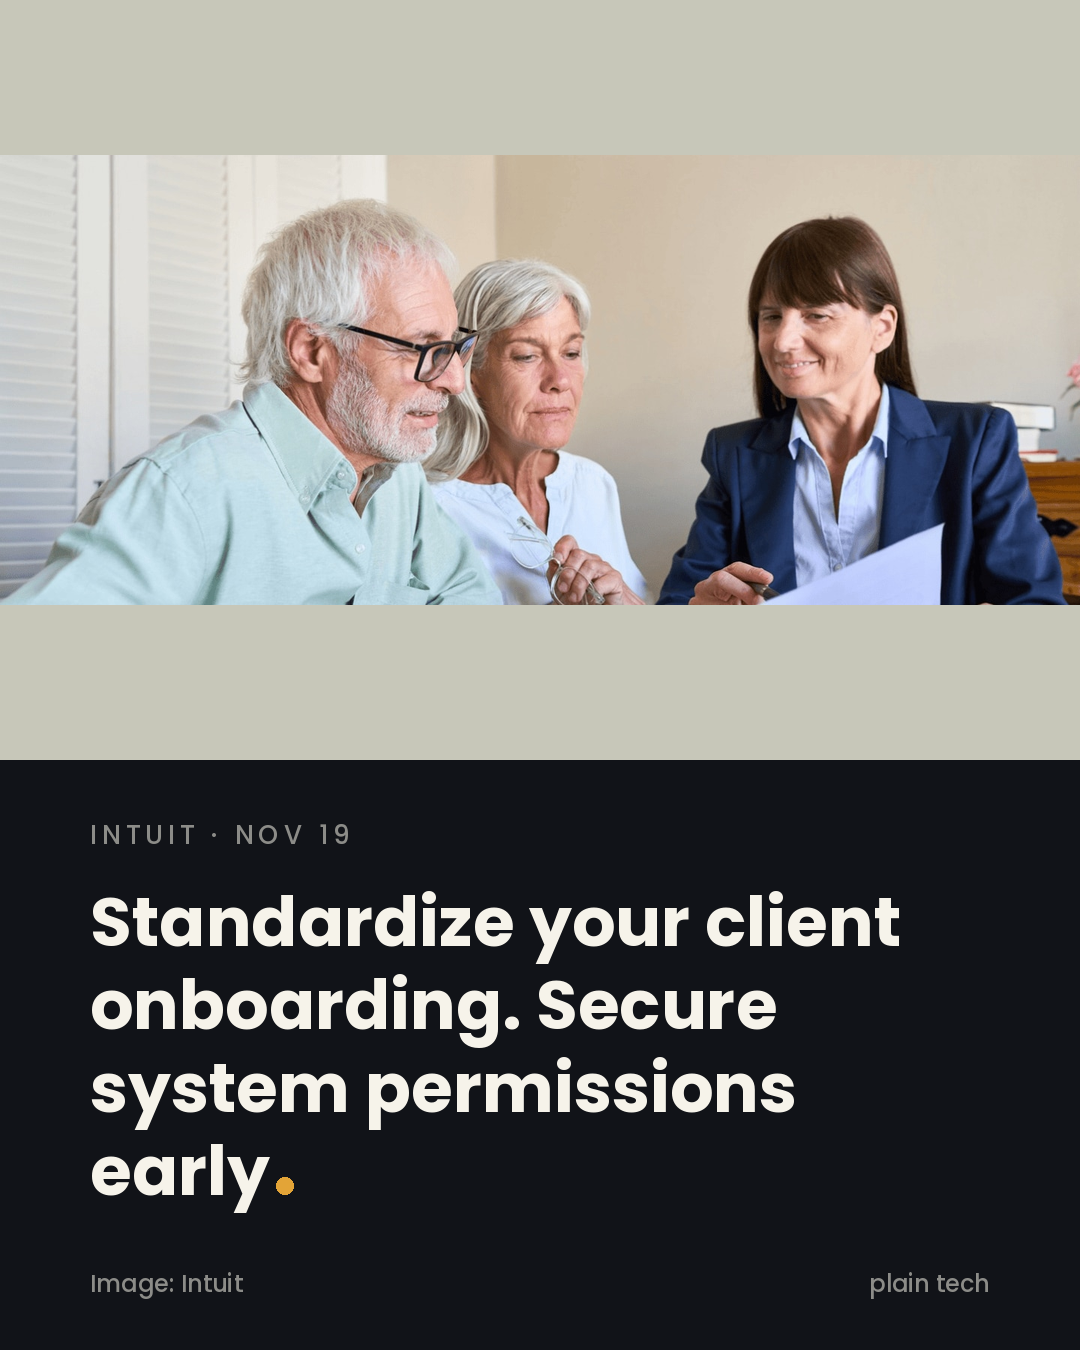 INTUIT · NOV 19
Standardize your client
onboarding. Secure
system permissions
early.
Image: Intuit
plain tech